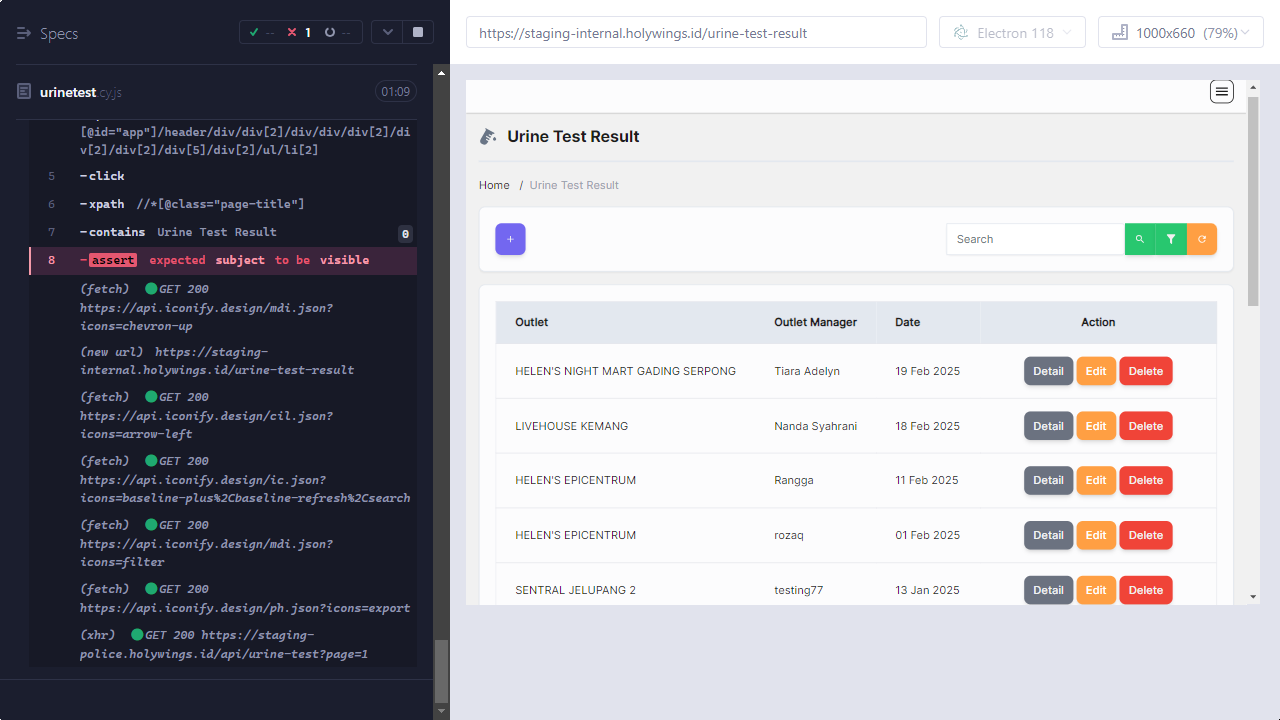 Specs
-- 1 --
urinetest.cy.js 01:09
[@id="app"]/header/div/div[2]/div/div/div[2]/di
v[2]/div[2]/div[5]/div[2]/ul/li[2]
5 -click
6 -xpath //*[@class="page-title"]
7 -contains Urine Test Result 0
8 -assert expected subject to be visible
(fetch) GET 200
https://api.iconify.design/mdi.json?
icons=chevron-up
(new url) https://staging-
internal.holywings.id/urine-test-result
(fetch) GET 200
https://api.iconify.design/cil.json?
icons=arrow-left
(fetch) GET 200
https://api.iconify.design/ic.json?
icons=baseline-plus%2Cbaseline-refresh%2Csearch
(fetch) GET 200
https://api.iconify.design/mdi.json?
icons=filter
(fetch) GET 200
https://api.iconify.design/ph.json?icons=export
(xhr) GET 200 https://staging-
police.holywings.id/api/urine-test?page=1
https://staging-internal.holywings.id/urine-test-result
Electron 118
1000x660 (79%)
Urine Test Result
Home / Urine Test Result
+ Search
Outlet Outlet Manager Date Action
HELEN'S NIGHT MART GADING SERPONG Tiara Adelyn 19 Feb 2025 Detail Edit Delete
LIVEHOUSE KEMANG Nanda Syahrani 18 Feb 2025 Detail Edit Delete
HELEN'S EPICENTRUM Rangga 11 Feb 2025 Detail Edit Delete
HELEN'S EPICENTRUM rozaq 01 Feb 2025 Detail Edit Delete
SENTRAL JELUPANG 2 testing77 13 Jan 2025 Detail Edit Delete